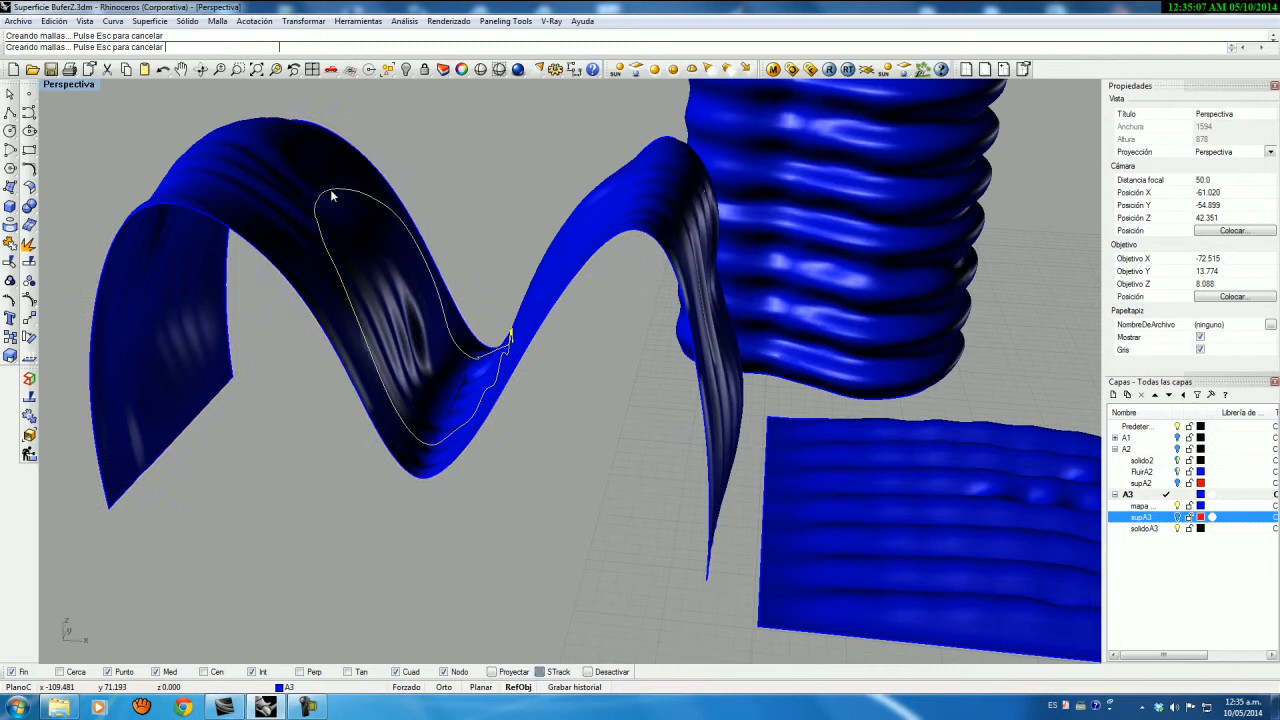 Superficie BuferZ.3dm - Rhinoceros (Corporativa) - [Perspectiva]
12:35:07 AM 05/10/2014
Archivo Edición Vista Curva Superficie Sólido Malla Acotación Transformar Herramientas Análisis Renderizado Paneling Tools V-Ray Ayuda
Creando mallas... Pulse Esc para cancelar
Creando mallas... Pulse Esc para cancelar
Perspectiva
Propiedades
Vista
Título Perspectiva
Anchura 1594
Altura 878
Proyección Perspectiva
Cámara
Distancia focal 50.0
Posición X -61.020
Posición Y -54.899
Posición Z 42.351
Posición Colocar...
Objetivo
Objetivo X -72.515
Objetivo Y 13.774
Objetivo Z 8.088
Posición Colocar...
Papeltapiz
NombreDeArchivo (ninguno)
Mostrar
Gris
Capas - Todas las capas
Nombre Librería de ...
Predeter...
A1
A2
solido2
FluirA2
supA2
A3
mapa ...
supA3
solidoA3
z
y
x
Fin Cerca Punto Med Cen Int Perp Tan Cuad Nodo Proyectar STrack Desactivar
PlanoC x -109.481 y 71.193 z 0.000 A3 Forzado Orto Planar RefObj Grabar historial
ES 12:35 a.m.
10/05/2014